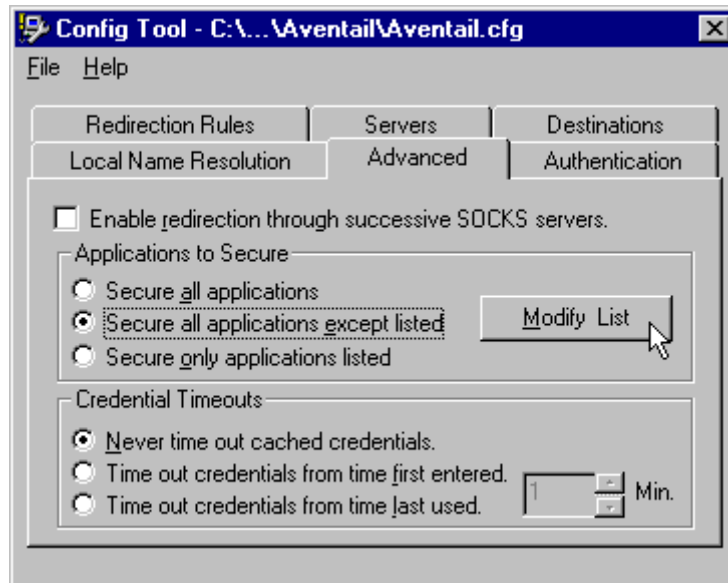 Config Tool - C:\...\Aventail\Aventail.cfg
File Help
Redirection Rules Servers Destinations
Local Name Resolution Advanced Authentication
Enable redirection through successive SOCKS servers.
Applications to Secure
Secure all applications
Secure all applications except listed
Modify List
Secure only applications listed
Credential Timeouts
Never time out cached credentials.
Time out credentials from time first entered.
1 Min.
Time out credentials from time last used.